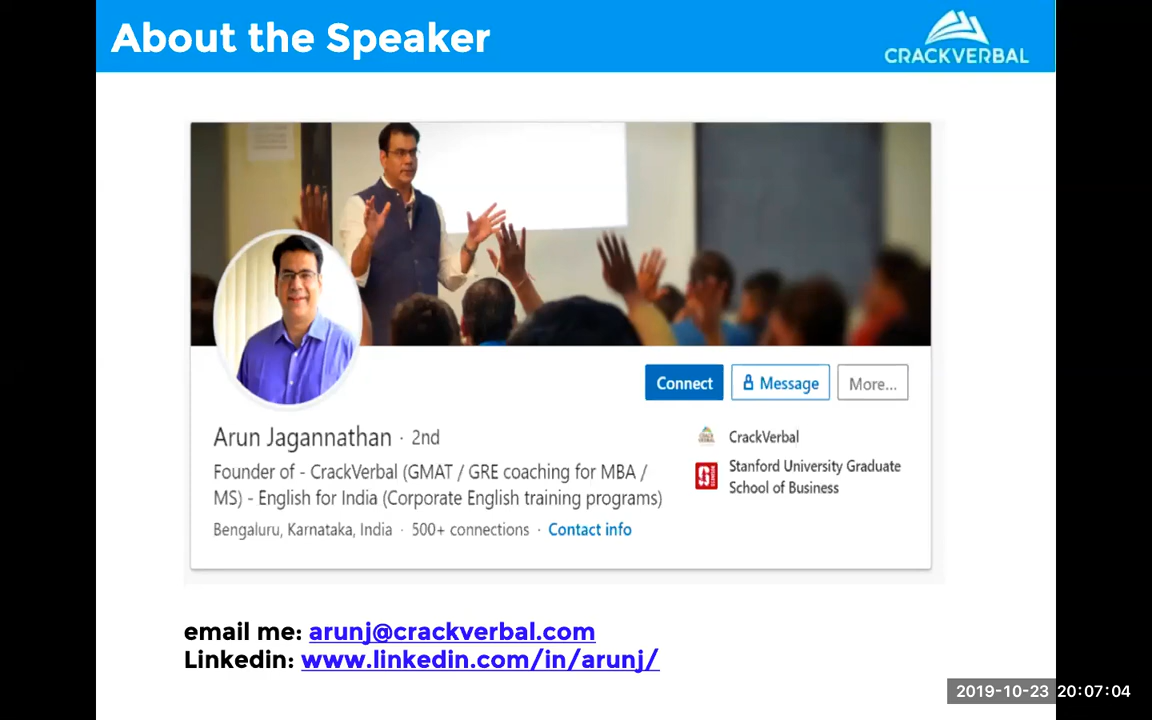 About the Speaker
CRACKVERBAL
Connect
Message
More...
Arun Jagannathan · 2nd
Founder of - CrackVerbal (GMAT / GRE coaching for MBA /
MS) - English for India (Corporate English training programs)
Bengaluru, Karnataka, India · 500+ connections · Contact info
CrackVerbal
Stanford University Graduate
School of Business
email me: arunj@crackverbal.com
Linkedin: www.linkedin.com/in/arunj/
2019-10-23 20:07:04